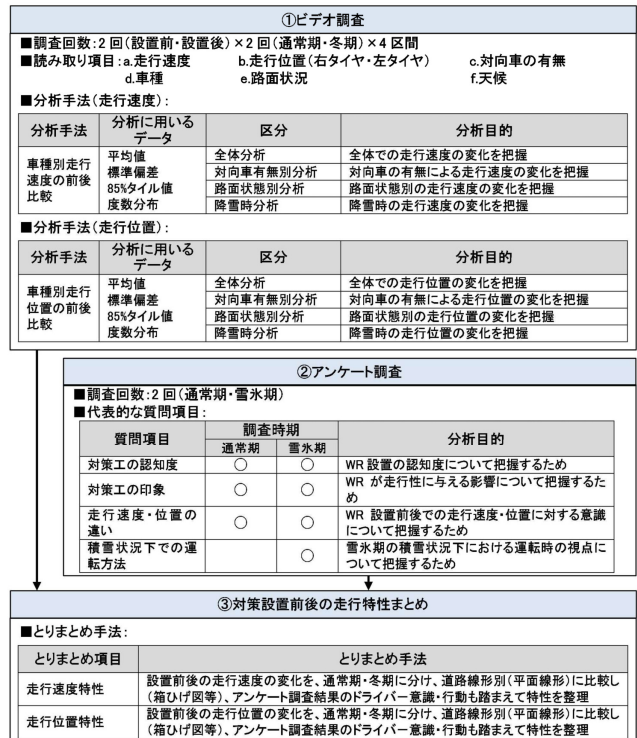 ①ビデオ調査
■調査回数:2回(設置前・設置後)×2回(通常期・冬期)×4区間
■読み取り項目:a.走行速度 b.走行位置(右タイヤ・左タイヤ) c.対向車の有無
d.車種 e.路面状況 f.天候
■分析手法(走行速度):
分析手法 分析に用いるデータ 区分 分析目的
車種別走行速度の前後比較
平均値 全体分析 全体での走行速度の変化を把握
標準偏差 対向車有無別分析 対向車の有無による走行速度の変化を把握
85%タイル値 路面状態別分析 路面状態別の走行速度の変化を把握
度数分布 降雪時分析 降雪時の走行速度の変化を把握
■分析手法(走行位置):
分析手法 分析に用いるデータ 区分 分析目的
車種別走行位置の前後比較
平均値 全体分析 全体での走行位置の変化を把握
標準偏差 対向車有無別分析 対向車の有無による走行位置の変化を把握
85%タイル値 路面状態別分析 路面状態別の走行位置の変化を把握
度数分布 降雪時分析 降雪時の走行位置の変化を把握
②アンケート調査
■調査回数:2回(通常期・雪氷期)
■代表的な質問項目:
質問項目 調査時期 分析目的
通常期 雪氷期
対策工の認知度 ○ ○ WR設置の認知度について把握するため
対策工の印象 ○ ○ WR が走行性に与える影響について把握するた
め
走行速度・位置の ○ ○ WR 設置前後での走行速度・位置に対する意識
違い について把握するため
積雪状況下での運 ○ 雪氷期の積雪状況下における運転時の視点に
転方法 ついて把握するため
③対策設置前後の走行特性まとめ
■とりまとめ手法:
とりまとめ項目 とりまとめ手法
走行速度特性
設置前後の走行速度の変化を、通常期・冬期に分け、道路線形別(平面線形)に比較し
(箱ひげ図等)、アンケート調査結果のドライバー意識・行動も踏まえて特性を整理
走行位置特性
設置前後の走行位置の変化を、通常期・冬期に分け、道路線形別(平面線形)に比較し
(箱ひげ図等)、アンケート調査結果のドライバー意識・行動も踏まえて特性を整理